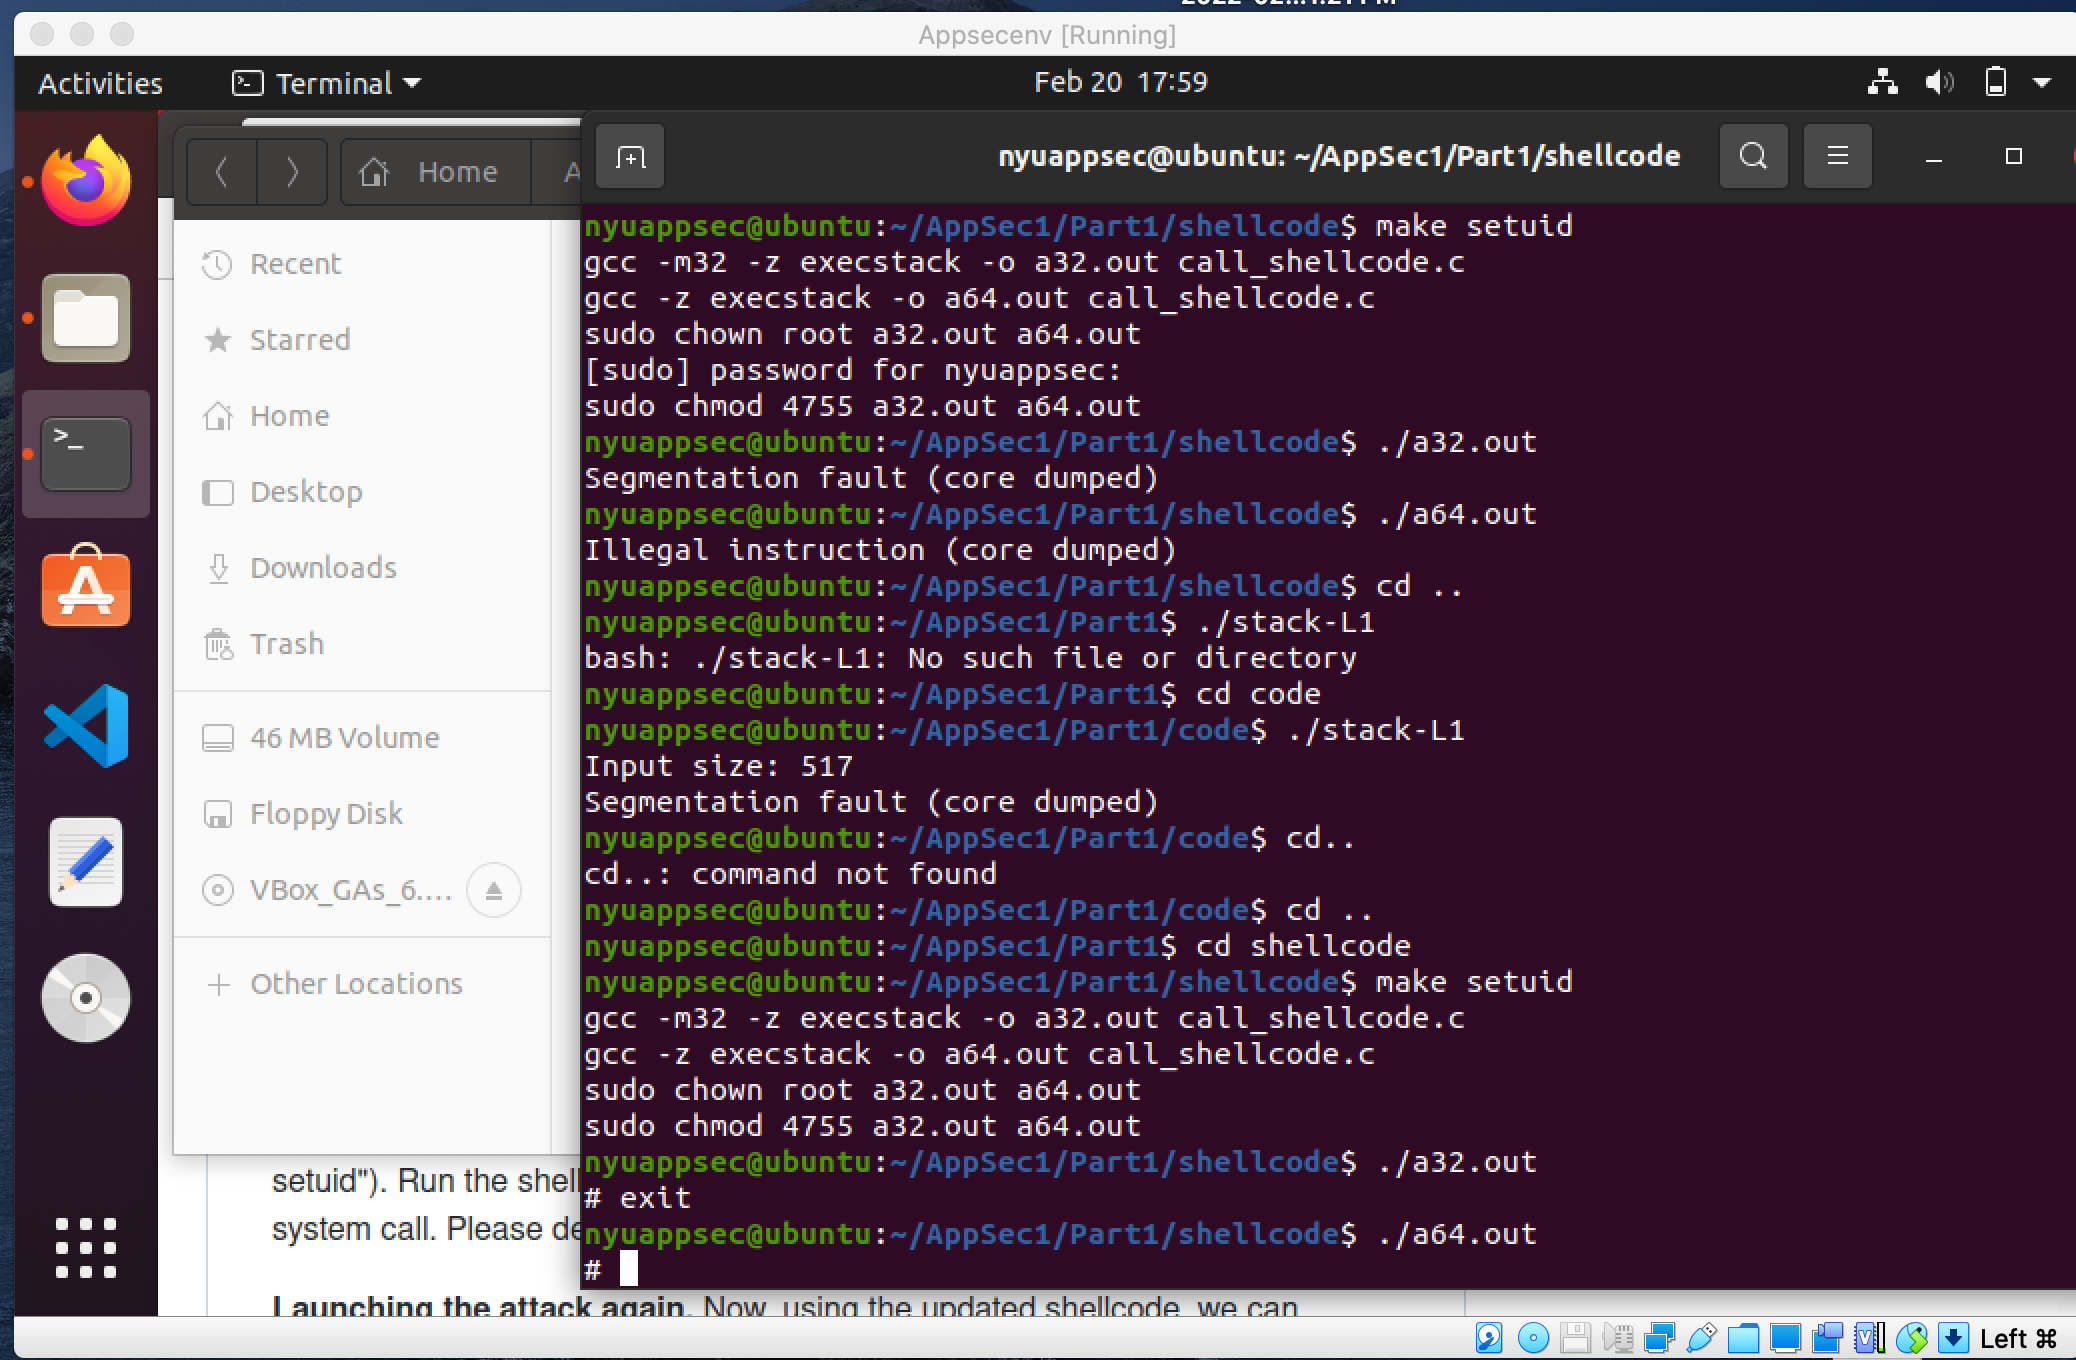 Appsecenv [Running]
Activities
Terminal
Feb 20 17:59
Home
nyuappsec@ubuntu: ~/AppSec1/Part1/shellcode
Recent
Starred
Home
Desktop
Downloads
Trash
46 MB Volume
Floppy Disk
VBox_GAs_6....
Other Locations
nyuappsec@ubuntu:~/AppSec1/Part1/shellcode$ make setuid
gcc -m32 -z execstack -o a32.out call_shellcode.c
gcc -z execstack -o a64.out call_shellcode.c
sudo chown root a32.out a64.out
[sudo] password for nyuappsec:
sudo chmod 4755 a32.out a64.out
nyuappsec@ubuntu:~/AppSec1/Part1/shellcode$ ./a32.out
Segmentation fault (core dumped)
nyuappsec@ubuntu:~/AppSec1/Part1/shellcode$ ./a64.out
Illegal instruction (core dumped)
nyuappsec@ubuntu:~/AppSec1/Part1/shellcode$ cd ..
nyuappsec@ubuntu:~/AppSec1/Part1$ ./stack-L1
bash: ./stack-L1: No such file or directory
nyuappsec@ubuntu:~/AppSec1/Part1$ cd code
nyuappsec@ubuntu:~/AppSec1/Part1/code$ ./stack-L1
Input size: 517
Segmentation fault (core dumped)
nyuappsec@ubuntu:~/AppSec1/Part1/code$ cd..
cd..: command not found
nyuappsec@ubuntu:~/AppSec1/Part1/code$ cd ..
nyuappsec@ubuntu:~/AppSec1/Part1$ cd shellcode
nyuappsec@ubuntu:~/AppSec1/Part1/shellcode$ make setuid
gcc -m32 -z execstack -o a32.out call_shellcode.c
gcc -z execstack -o a64.out call_shellcode.c
sudo chown root a32.out a64.out
sudo chmod 4755 a32.out a64.out
nyuappsec@ubuntu:~/AppSec1/Part1/shellcode$ ./a32.out
# exit
nyuappsec@ubuntu:~/AppSec1/Part1/shellcode$ ./a64.out
#
setuid"). Run the shell
system call. Please de
Launching the attack again. Now, using the updated shellcode, we can
Left ⌘